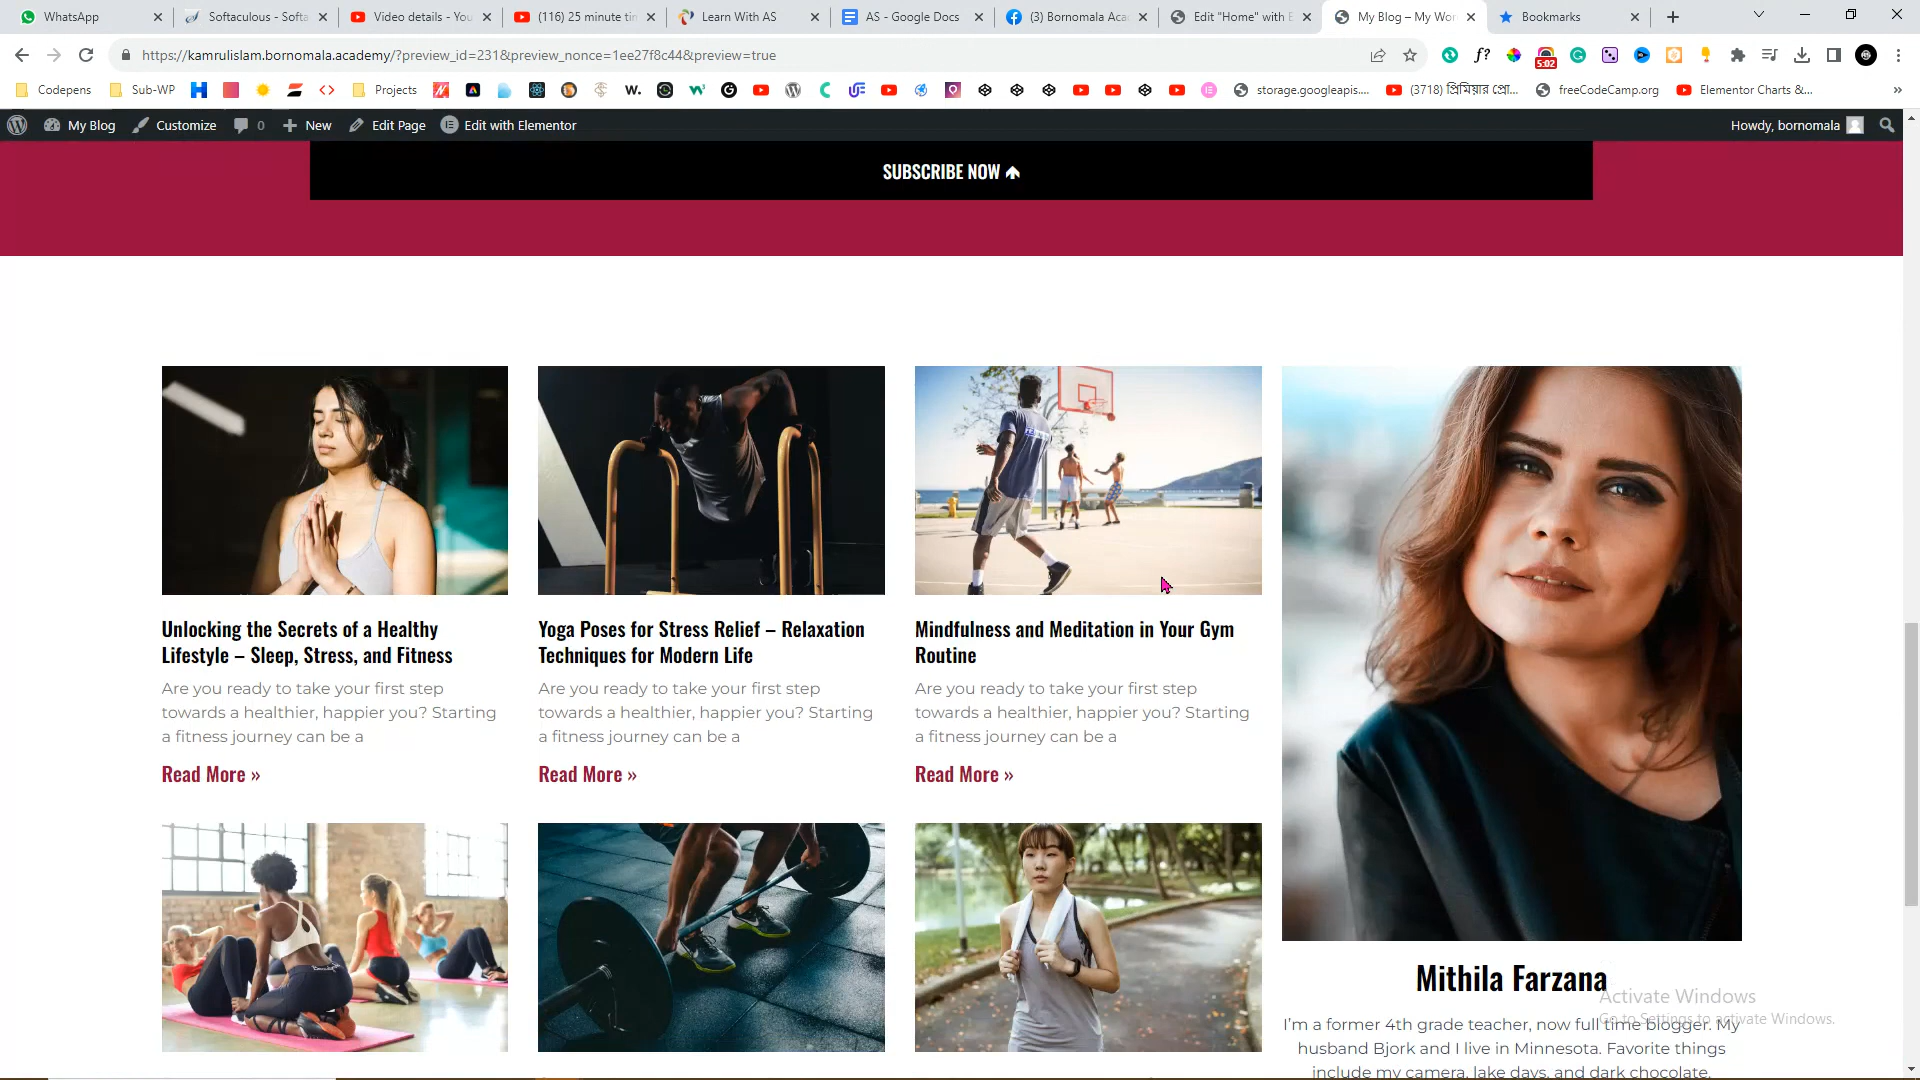 WhatsApp
Softaculous - Softa
Video details - You
(116) 25 minute tim
Learn With AS
AS - Google Docs
(3) Bornomala Aca
Edit "Home" with E
My Blog – My Wor
Bookmarks
https://kamrulislam.bornomala.academy/?preview_id=231&preview_nonce=1ee27f8c44&preview=true
f?
5:02
Codepens
Sub-WP
Projects
storage.googleapis....
(3718) প্রিমিয়ার প্রো...
freeCodeCamp.org
Elementor Charts &...
My Blog
Customize
0
New
Edit Page
Edit with Elementor
Howdy, bornomala
SUBSCRIBE NOW
Unlocking the Secrets of a Healthy
Lifestyle – Sleep, Stress, and Fitness
Are you ready to take your first step
towards a healthier, happier you? Starting
a fitness journey can be a
Read More »
Yoga Poses for Stress Relief – Relaxation
Techniques for Modern Life
Are you ready to take your first step
towards a healthier, happier you? Starting
a fitness journey can be a
Read More »
Mindfulness and Meditation in Your Gym
Routine
Are you ready to take your first step
towards a healthier, happier you? Starting
a fitness journey can be a
Read More »
Mithila Farzana
I'm a former 4th grade teacher, now full time blogger. My
husband Bjork and I live in Minnesota. Favorite things
include my camera, lake days, and dark chocolate.
Activate Windows
Go to Settings to activate Windows.